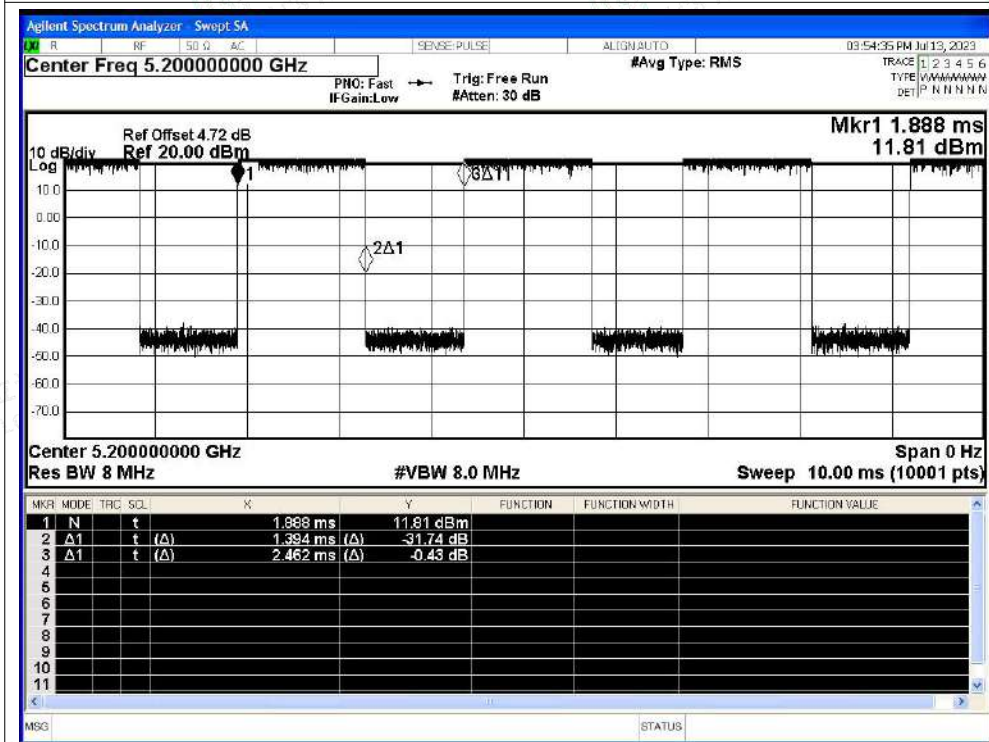 Agilent Spectrum Analyzer - Swept SA
LXI R RF 50 Ω AC SENSE:PULSE ALIGN AUTO 03:54:35 PM Jul 13, 2023
Center Freq 5.200000000 GHz #Avg Type: RMS TRACE 1 2 3 4 5 6
PNO: Fast Trig: Free Run TYPE WWWWWW
IFGain:Low #Atten: 30 dB DET P N N N N N
Mkr1 1.888 ms
Ref Offset 4.72 dB
10 dB/div Ref 20.00 dBm 11.81 dBm
Log
1 3Δ1
10.0
0.00
2Δ1
-10.0
-20.0
-30.0
-40.0
-50.0
-60.0
-70.0
Center 5.200000000 GHz Span 0 Hz
Res BW 8 MHz #VBW 8.0 MHz Sweep 10.00 ms (10001 pts)
MKR MODE TRC SCL X Y FUNCTION FUNCTION WIDTH FUNCTION VALUE
1 N t 1.888 ms 11.81 dBm
2 Δ1 t (Δ) 1.394 ms (Δ) -31.74 dB
3 Δ1 t (Δ) 2.462 ms (Δ) -0.43 dB
4
5
6
7
8
9
10
11
MSG STATUS